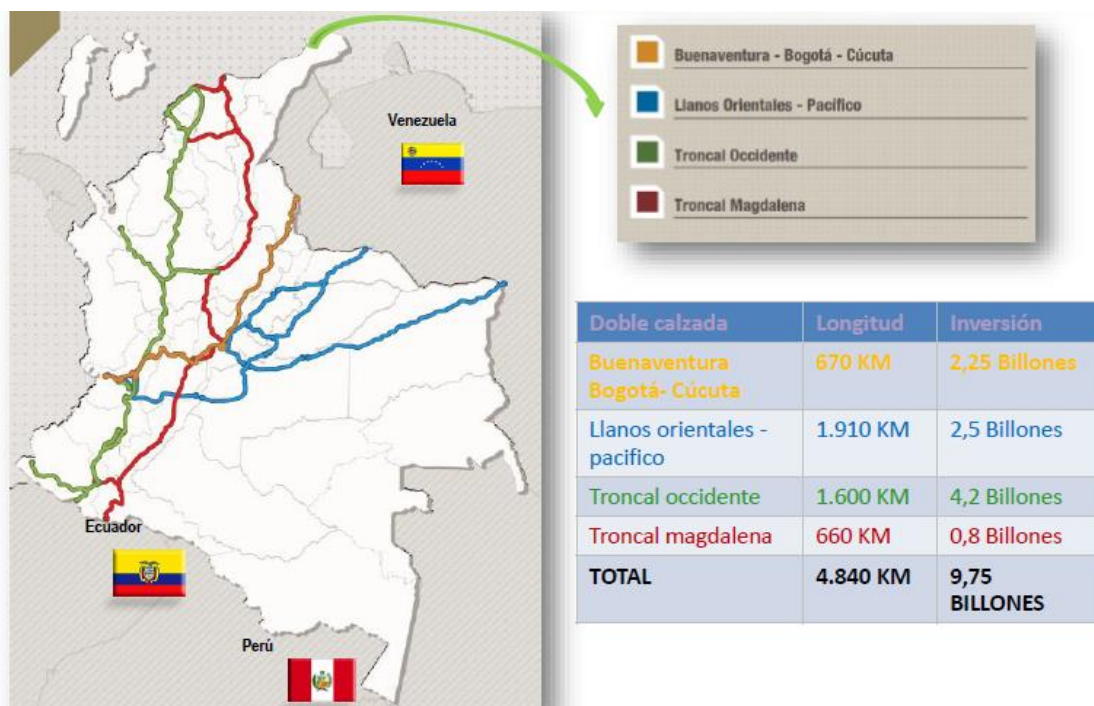 Venezuela
Ecuador
Perú
Buenaventura - Bogotá - Cúcuta
Llanos Orientales - Pacífico
Troncal Occidente
Troncal Magdalena
Doble calzada Longitud Inversión
Buenaventura 670 KM 2,25 Billones
Bogotá- Cúcuta
Llanos orientales - 1.910 KM 2,5 Billones
pacifico
Troncal occidente 1.600 KM 4,2 Billones
Troncal magdalena 660 KM 0,8 Billones
TOTAL 4.840 KM 9,75
BILLONES